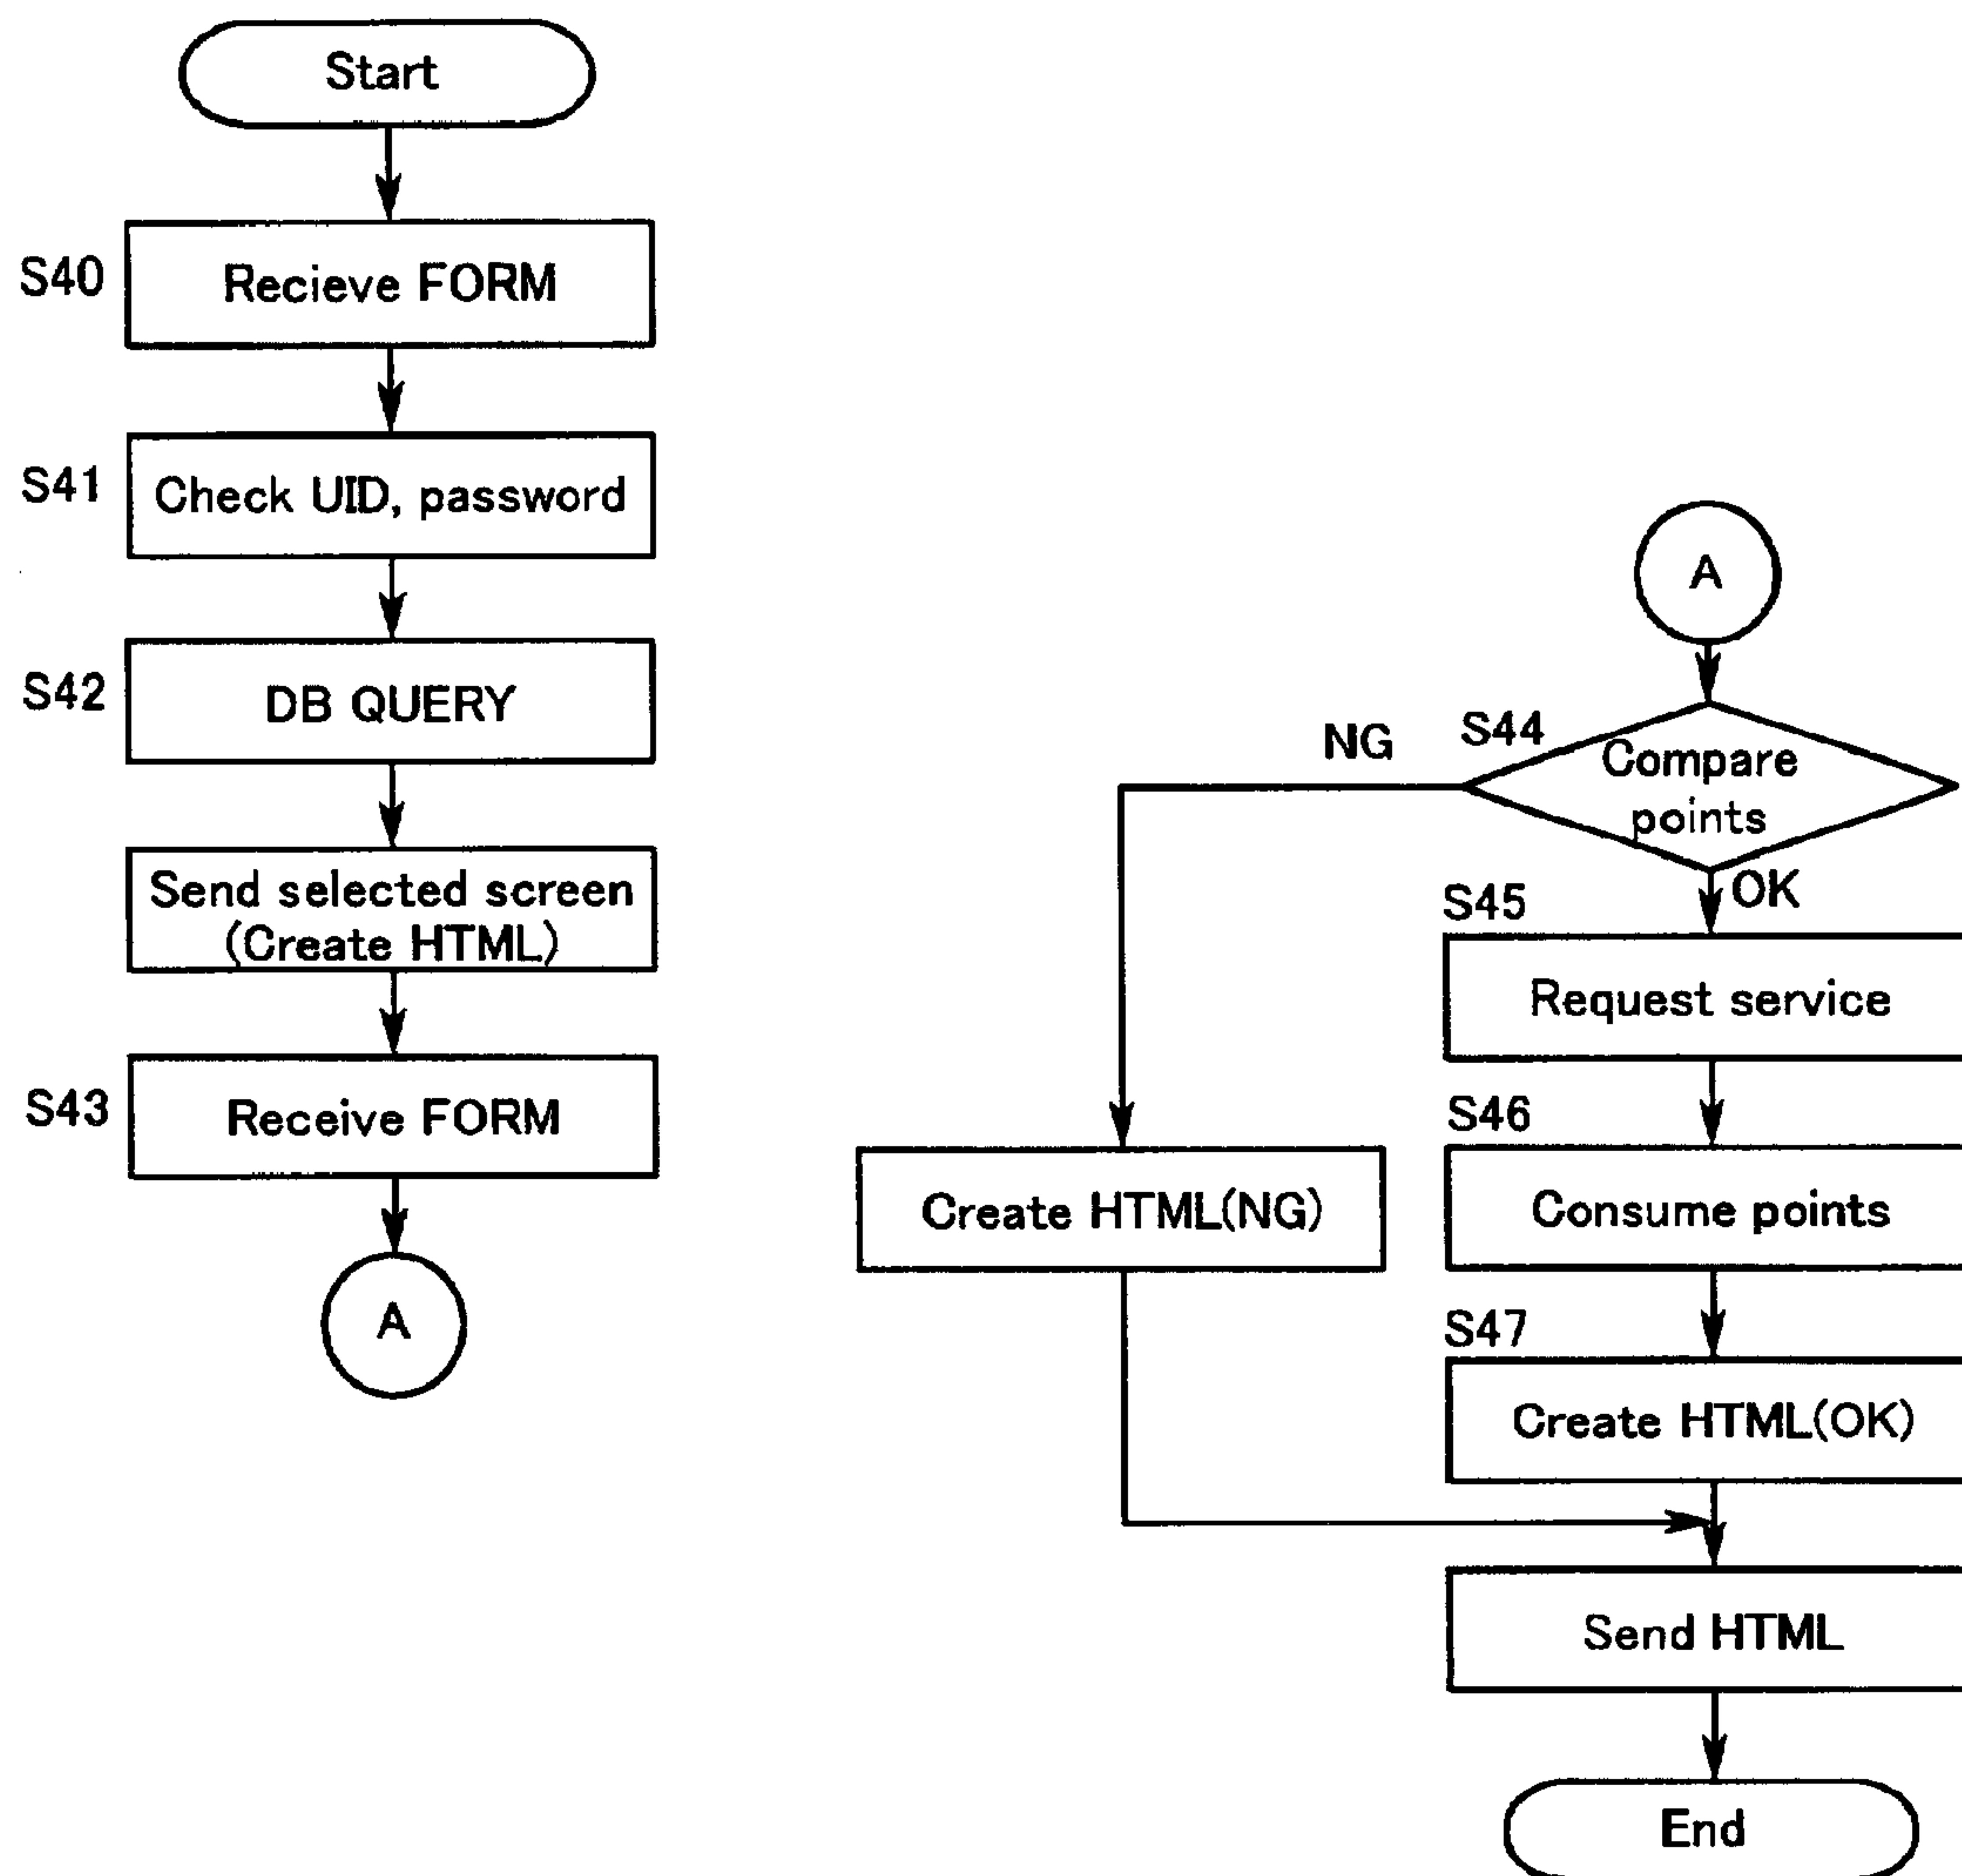 Start
S40
Recieve FORM
S41
Check UID, password
S42
DB QUERY
Send selected screen
(Create HTML)
S43
Receive FORM
A
A
S44
Compare
points
NG
OK
S45
Request service
S46
Consume points
Create HTML(NG)
S47
Create HTML(OK)
Send HTML
End